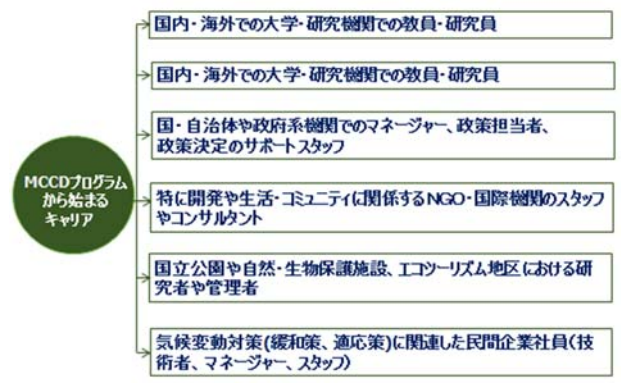 国内・海外での大学・研究機関での教員・研究員
国内・海外での大学・研究機関での教員・研究員
国・自治体や政府系機関でのマネージャー、政策担当者、
政策決定のサポートスタッフ
MCCDプログラム
から始まる
キャリア
特に開発や生活・コミュニティに関係するNGO・国際機関のスタッフ
やコンサルタント
国立公園や自然・生物保護施設、エコツーリズム地区における研
究者や管理者
気候変動対策(緩和策、適応策)に関連した民間企業社員(技
術者、マネージャー、スタッフ)